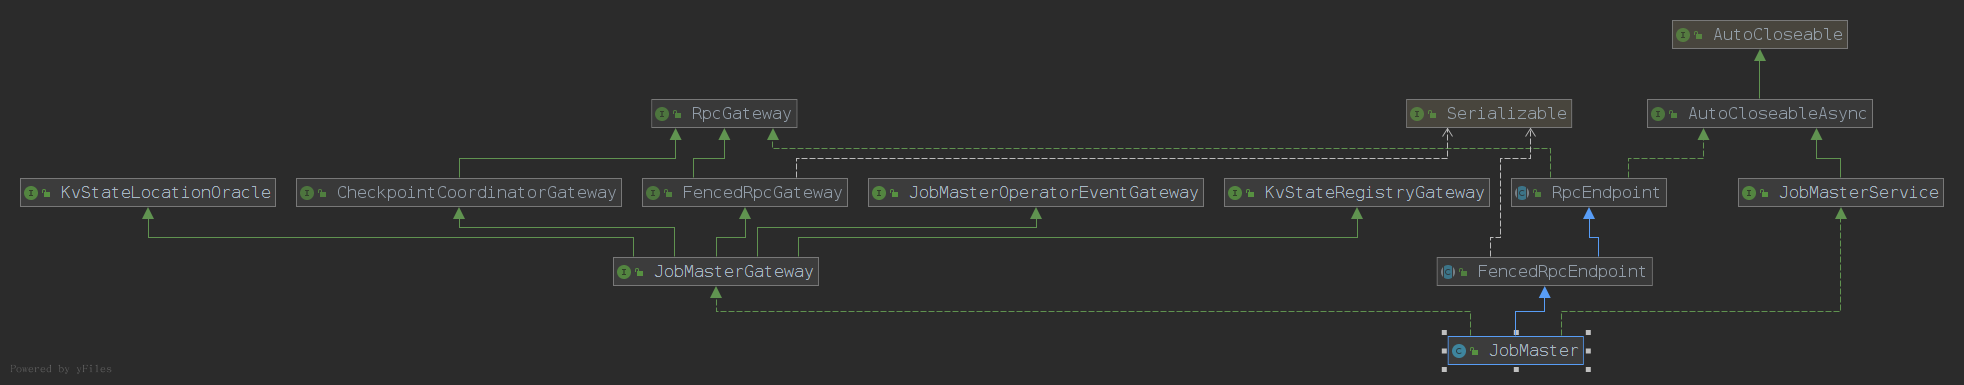 AutoCloseable
RpcGateway
Serializable
AutoCloseableAsync
KvStateLocationOracle
CheckpointCoordinatorGateway
FencedRpcGateway
JobMasterOperatorEventGateway
KvStateRegistryGateway
RpcEndpoint
JobMasterService
JobMasterGateway
FencedRpcEndpoint
JobMaster
Powered by yFiles